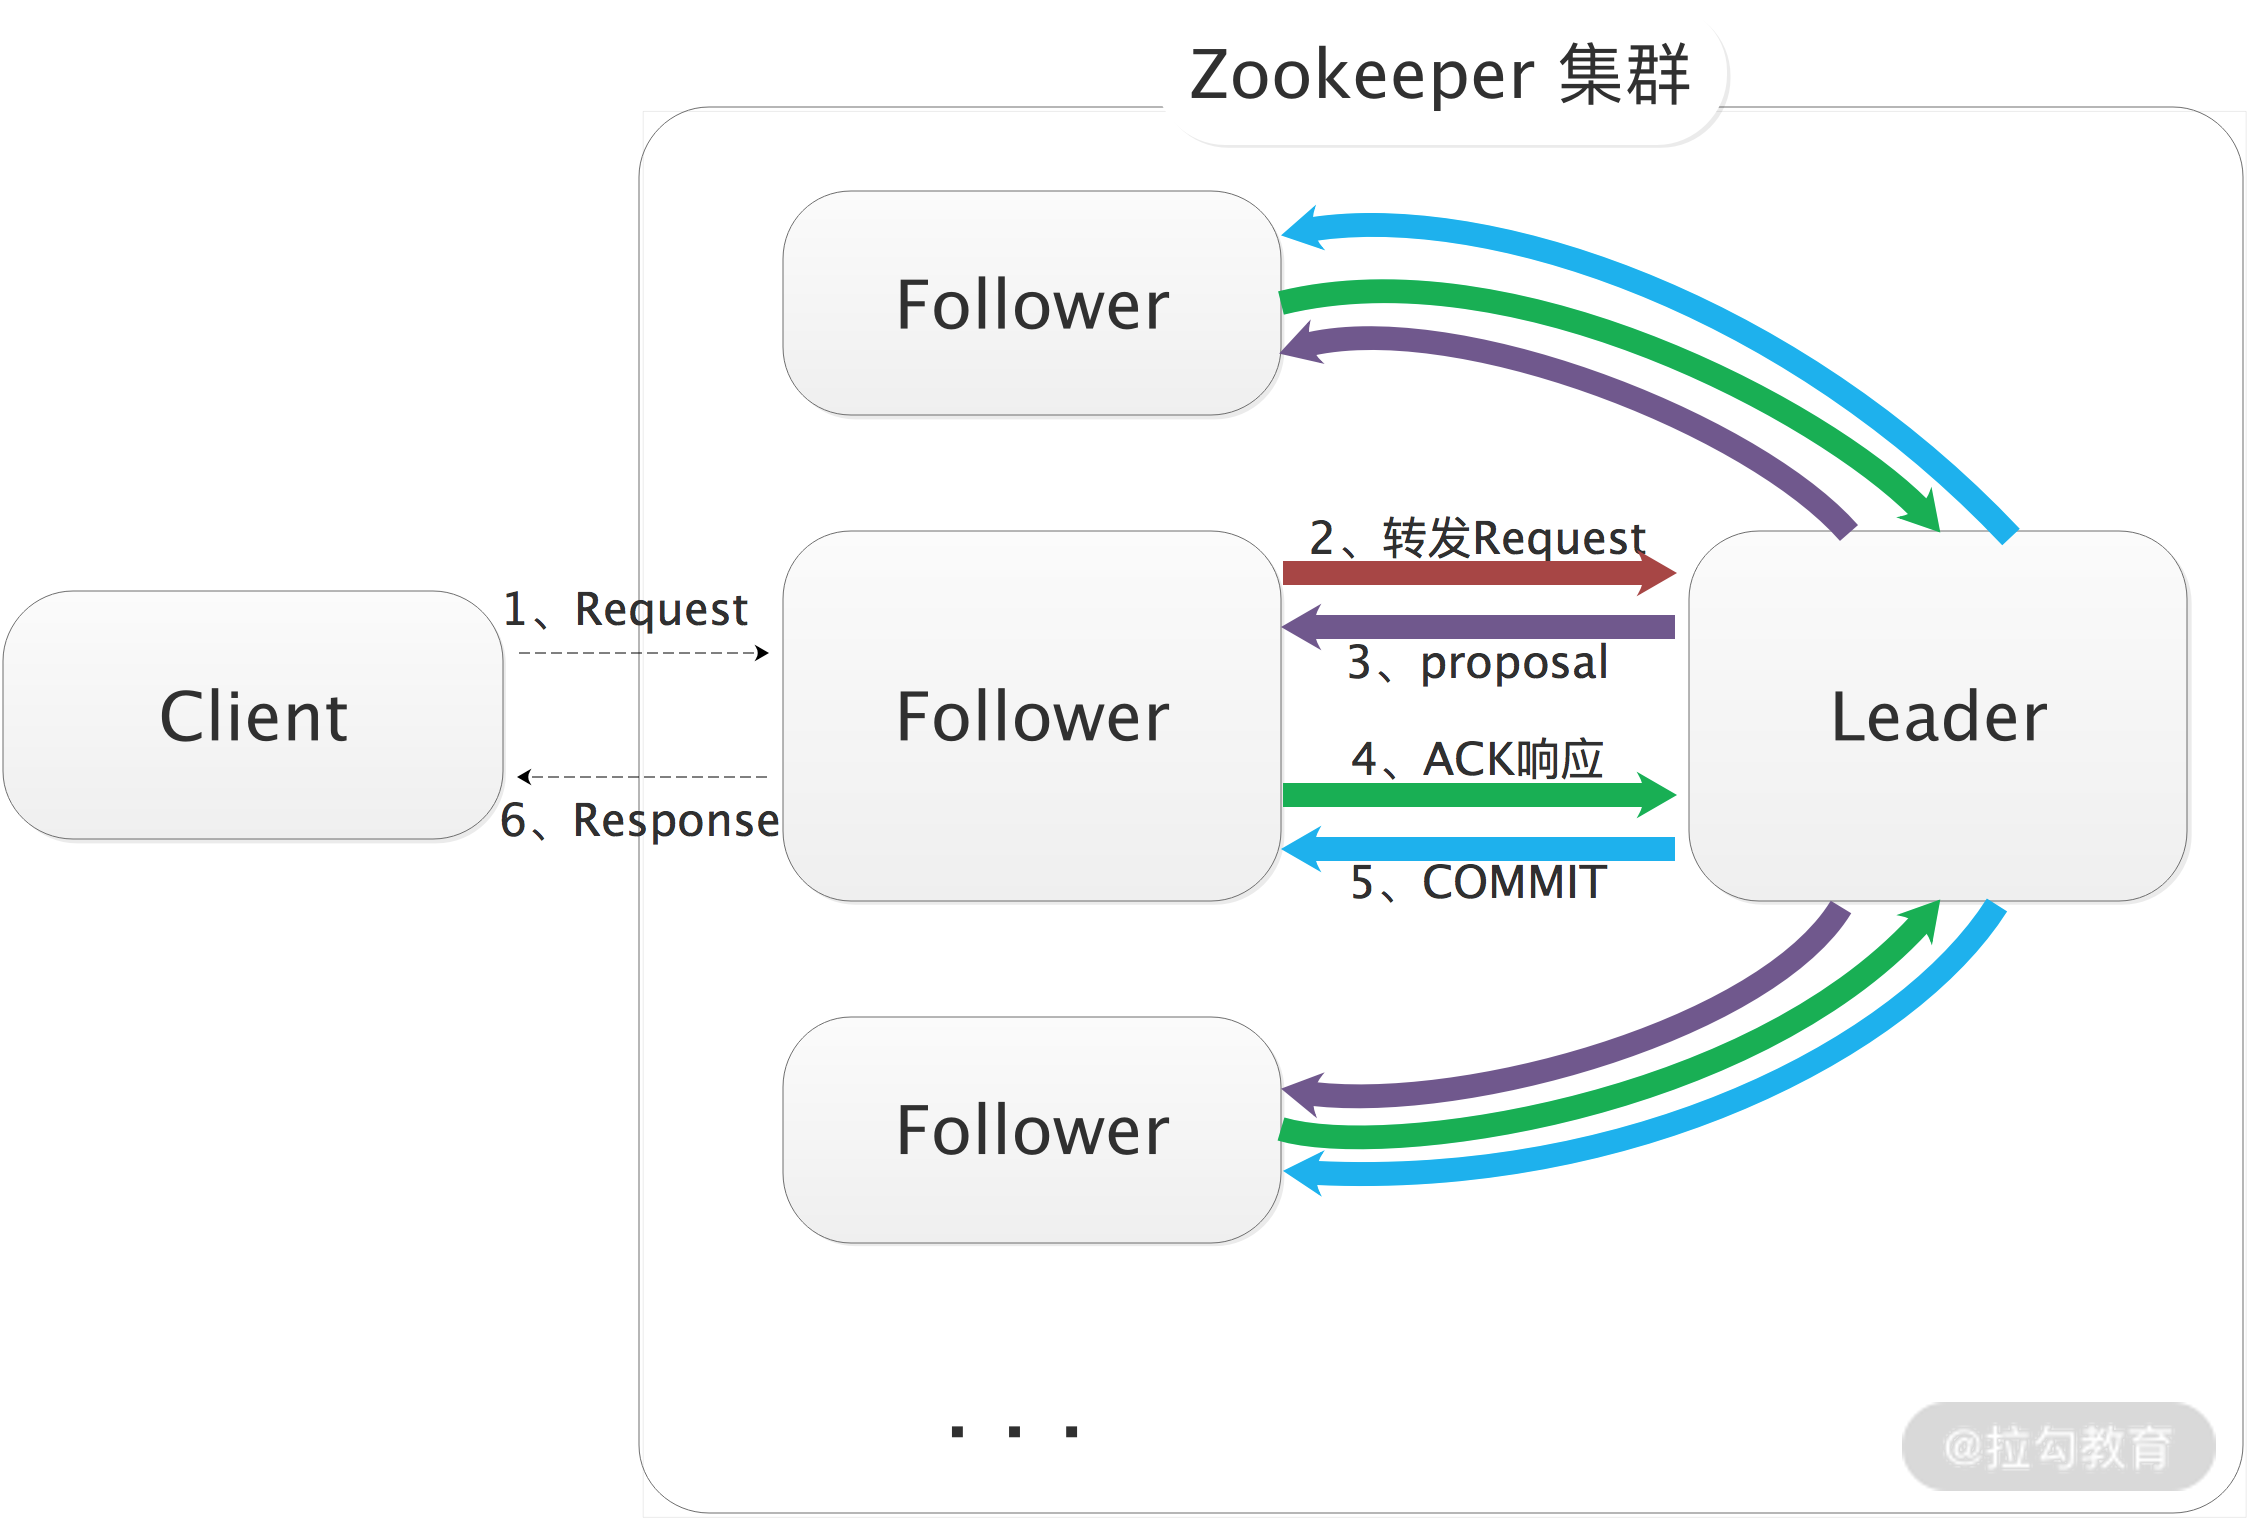 Zookeeper 集群
Follower
2、转发Request
1、Request
3、proposal
Client
Follower
Leader
4、ACK响应
6、Response
5、COMMIT
Follower
. . .
@拉勾教育